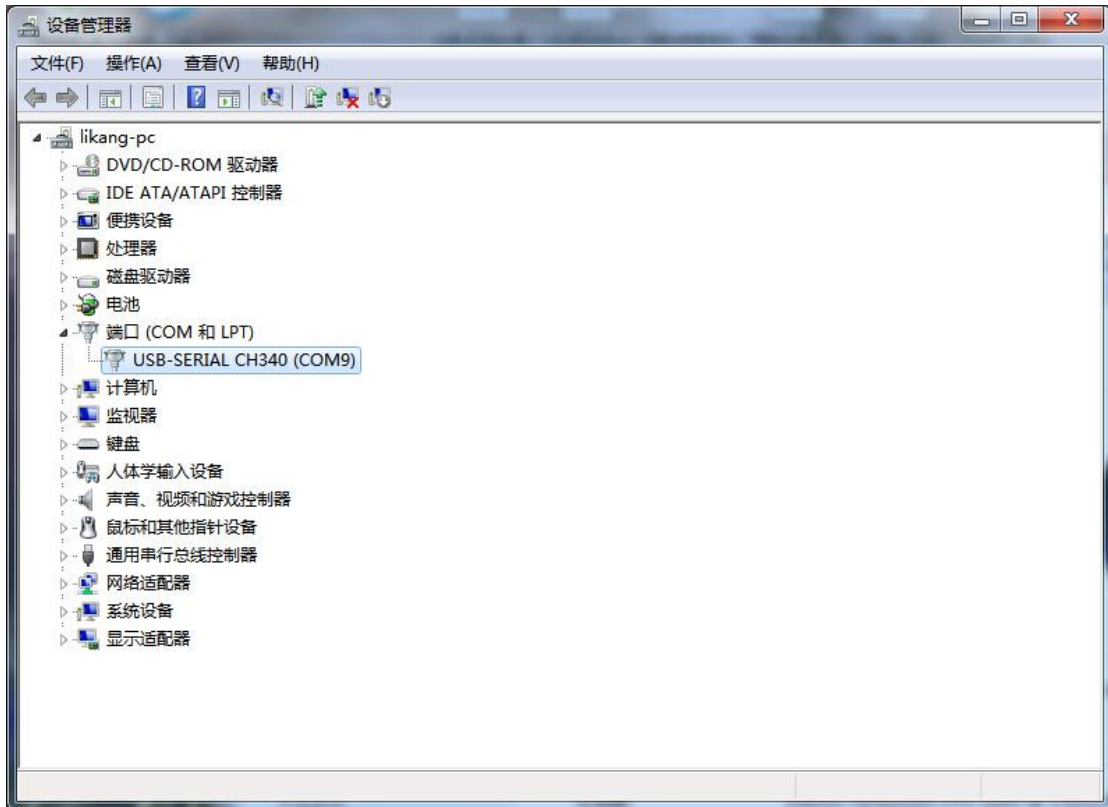 设备管理器
文件(F) 操作(A) 查看(V) 帮助(H)
likang-pc
DVD/CD-ROM 驱动器
IDE ATA/ATAPI 控制器
便携设备
处理器
磁盘驱动器
电池
端口 (COM 和 LPT)
USB-SERIAL CH340 (COM9)
计算机
监视器
键盘
人体学输入设备
声音、视频和游戏控制器
鼠标和其他指针设备
通用串行总线控制器
网络适配器
系统设备
显示适配器